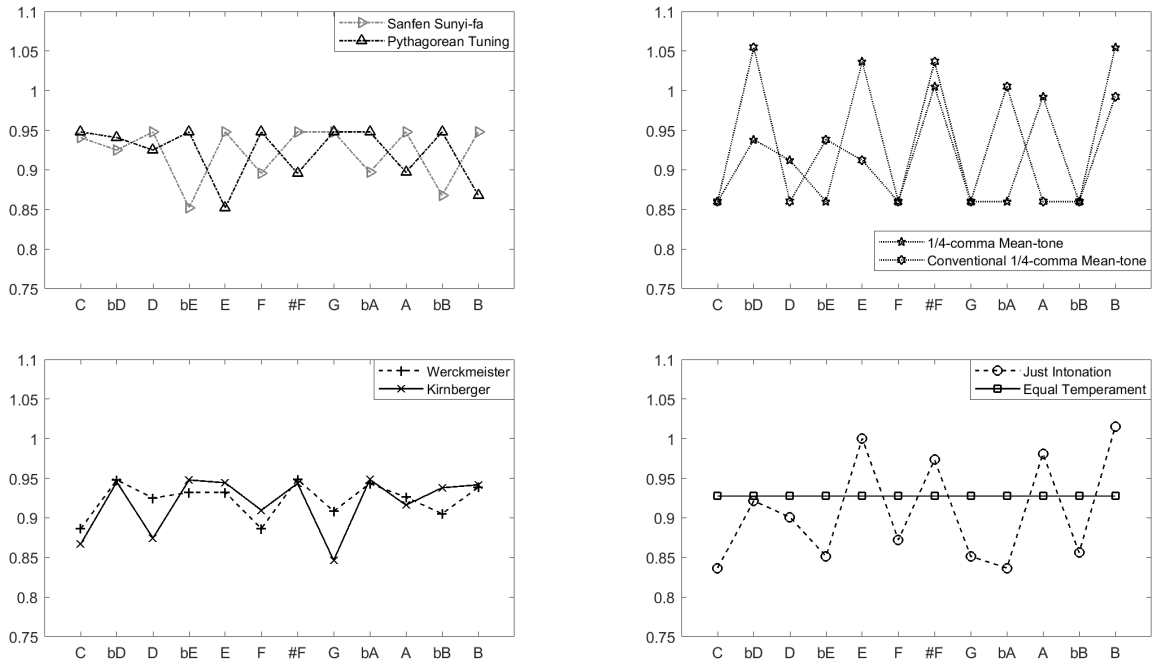 1.1
1.05
1
0.95
0.9
0.85
0.8
0.75
C bD D bE E F #F G bA A bB B
Sanfen Sunyi-fa
Pythagorean Tuning
1.1
1.05
1
0.95
0.9
0.85
0.8
0.75
C bD D bE E F #F G bA A bB B
1/4-comma Mean-tone
Conventional 1/4-comma Mean-tone
1.1
1.05
1
0.95
0.9
0.85
0.8
0.75
C bD D bE E F #F G bA A bB B
Werckmeister
Kirnberger
1.1
1.05
1
0.95
0.9
0.85
0.8
0.75
C bD D bE E F #F G bA A bB B
Just Intonation
Equal Temperament